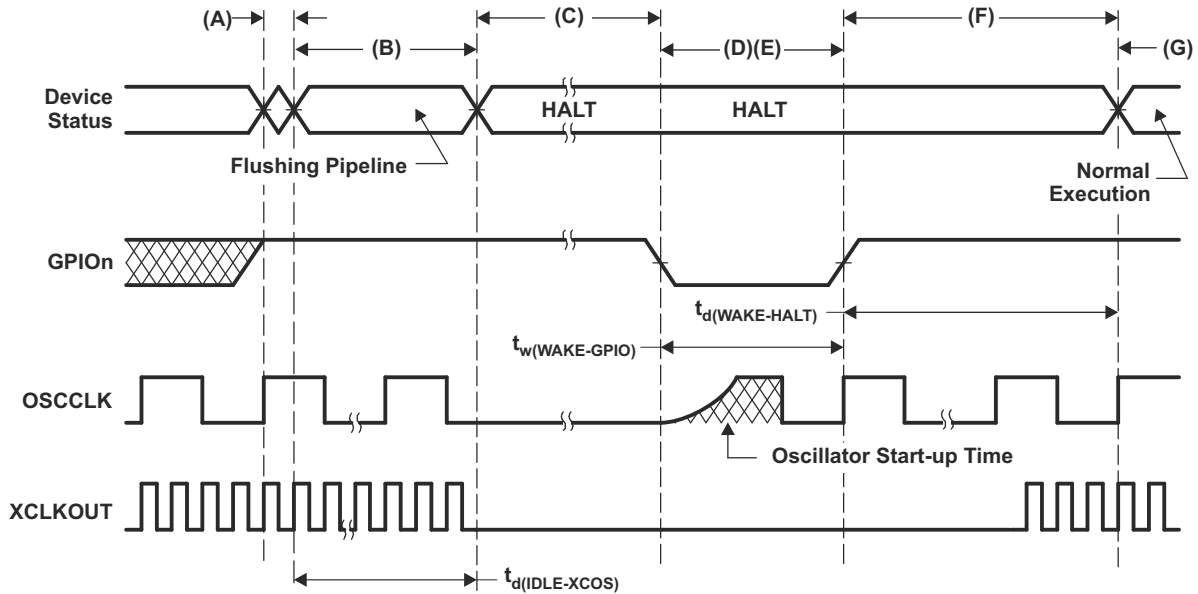 (A)
(B)
(C)
(D)(E)
(F)
(G)
Device
Status
HALT
HALT
Flushing Pipeline
Normal
Execution
GPIOn
td(WAKE-HALT)
tw(WAKE-GPIO)
OSCCLK
Oscillator Start-up Time
XCLKOUT
td(IDLE-XCOS)